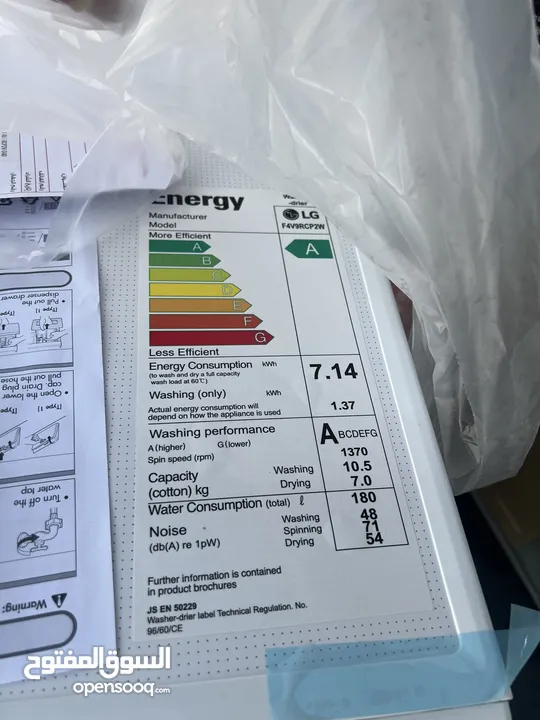 Energy
Manufacturer LG
Model F4V9RCP2W
More Efficient
A A
B
C
D
E
F
G
Less Efficient
Energy Consumption kWh 7.14
(to wash and dry a full capacity
wash load at 60°C)
Washing (only) kWh 1.37
Actual energy consumption will
depend on how the appliance is used
Washing performance ABCDEFG
A (higher) G (lower)
Spin speed (rpm) 1370
Capacity Washing 10.5
(cotton) kg Drying 7.0
Water Consumption (total) ℓ 180
Noise Washing 48
(db(A) re 1pW) Spinning 71
Drying 54
Further information is contained
in product brochures
JS EN 50229
Washer-drier label Technical Regulation. No.
96/60/CE
• Pull out the
dispenser drawer
[Type 1]
• Open the lower
cap. Drain plug
pull out the hose
[Type 1]
• Turn off the
water tap
Warning:
السوق المفتوح
opensooq.com